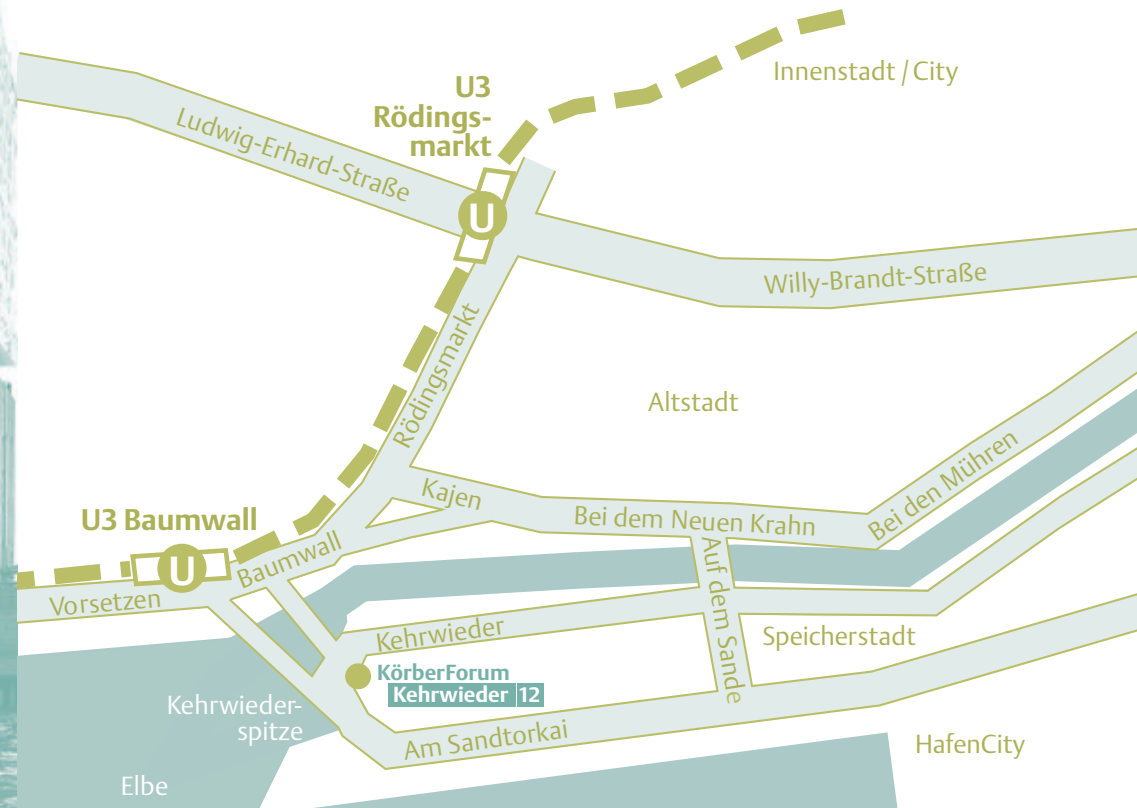 Innenstadt / City
U3
Rödings-
markt
Ludwig-Erhard-Straße
U
Willy-Brandt-Straße
Rödingsmarkt
Altstadt
Kajen
Bei dem Neuen Krahn
Bei den Mühren
U3 Baumwall
U
Baumwall
Vorsetzen
Auf dem Sande
Kehrwieder
Speicherstadt
KörberForum
Kehrwieder 12
Kehrwieder-
spitze
Am Sandtorkai
HafenCity
Elbe